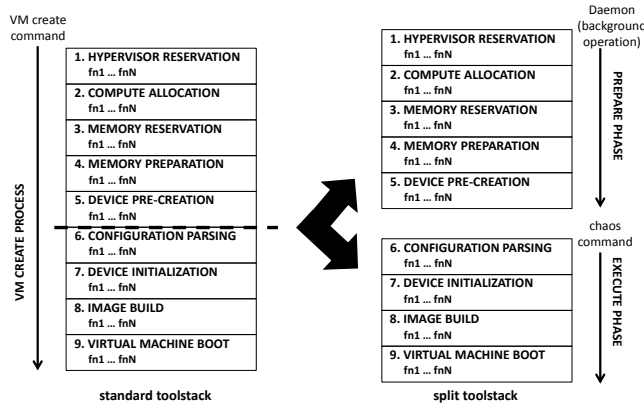 VM create
command
1. HYPERVISOR RESERVATION
fn1 ... fnN
2. COMPUTE ALLOCATION
fn1 ... fnN
3. MEMORY RESERVATION
fn1 ... fnN
4. MEMORY PREPARATION
fn1 ... fnN
5. DEVICE PRE-CREATION
fn1 ... fnN
6. CONFIGURATION PARSING
fn1 ... fnN
7. DEVICE INITIALIZATION
fn1 ... fnN
8. IMAGE BUILD
fn1 ... fnN
9. VIRTUAL MACHINE BOOT
fn1 ... fnN
VM CREATE PROCESS
standard toolstack
Daemon
(background
operation)
1. HYPERVISOR RESERVATION
fn1 ... fnN
2. COMPUTE ALLOCATION
fn1 ... fnN
3. MEMORY RESERVATION
fn1 ... fnN
4. MEMORY PREPARATION
fn1 ... fnN
5. DEVICE PRE-CREATION
fn1 ... fnN
PREPARE PHASE
chaos
command
6. CONFIGURATION PARSING
fn1 ... fnN
7. DEVICE INITIALIZATION
fn1 ... fnN
8. IMAGE BUILD
fn1 ... fnN
9. VIRTUAL MACHINE BOOT
fn1 ... fnN
EXECUTE PHASE
split toolstack